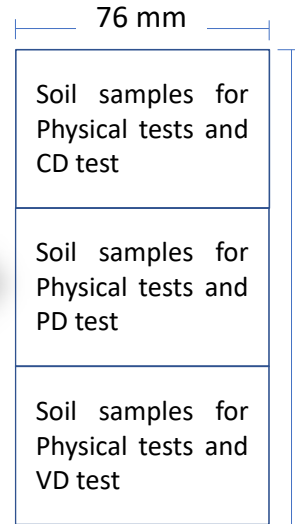 76 mm
Soil samples for
Physical tests and
CD test
Soil samples for
Physical tests and
PD test
Soil samples for
Physical tests and
VD test